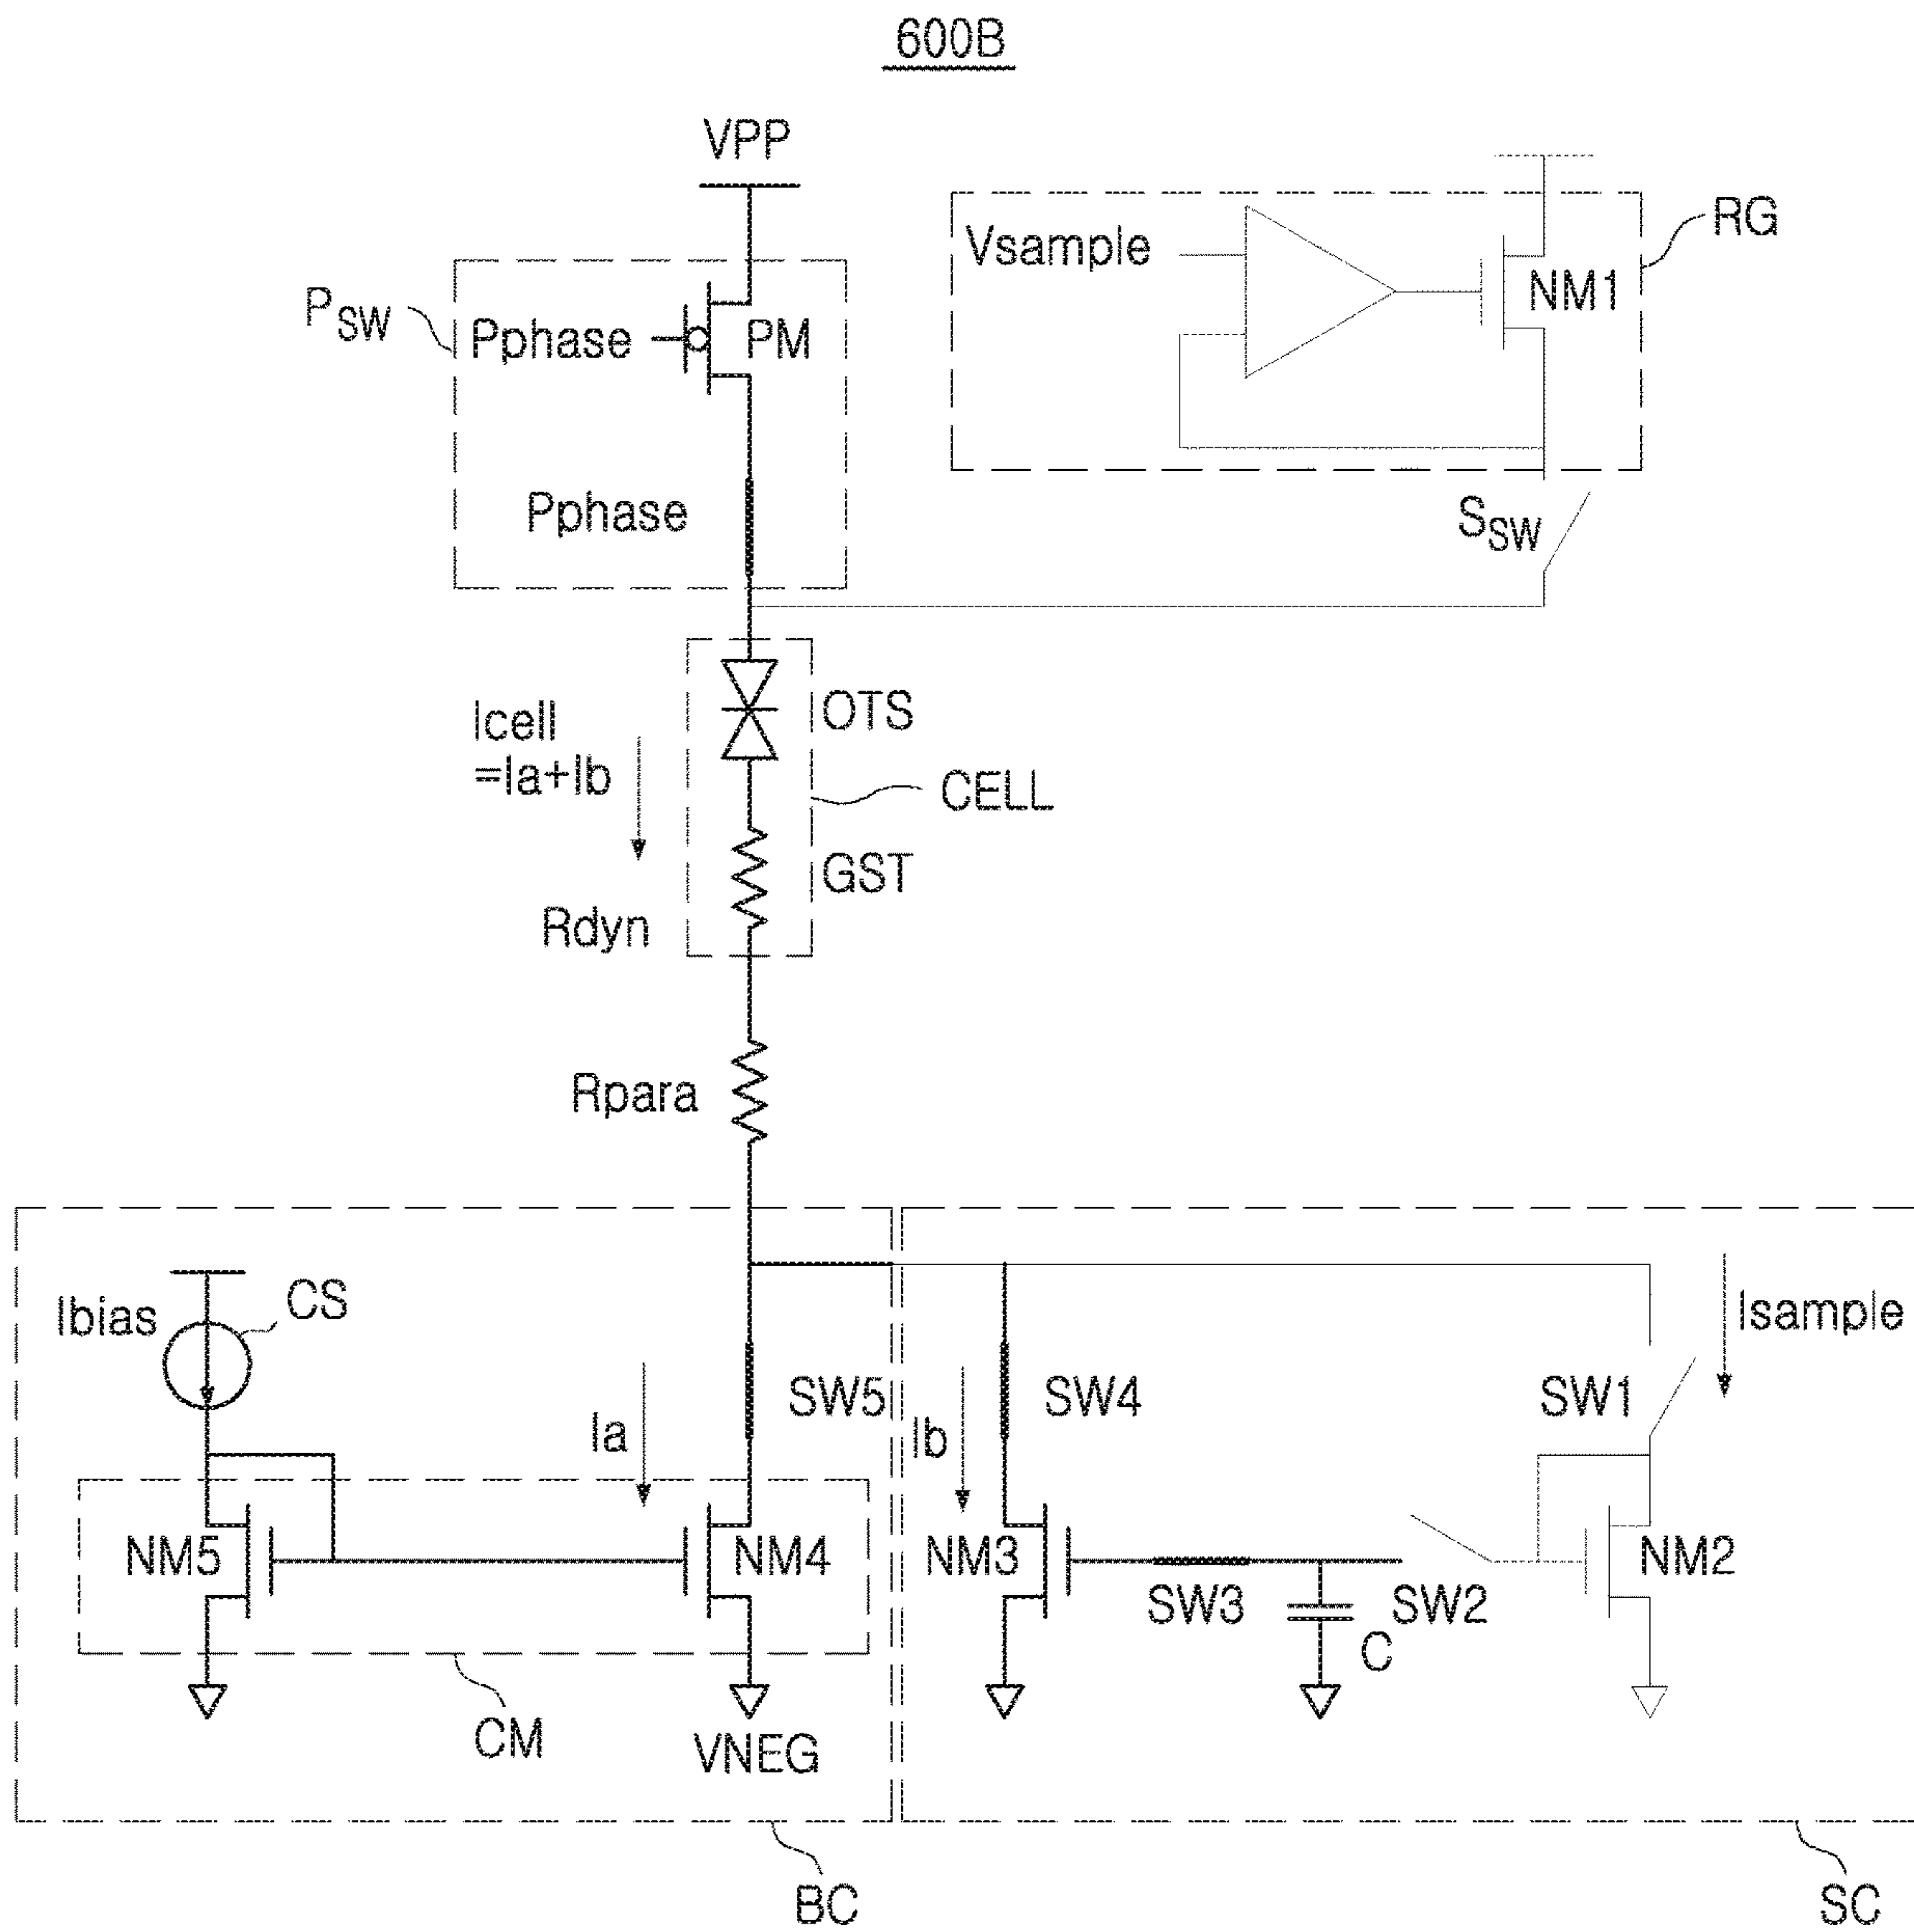 600B
VPP
RG
Vsample
NM1
PSW
Pphase
PM
Pphase
SSW
OTS
Icell
=Ia+Ib
CELL
GST
Rdyn
Rpara
Ibias
CS
Isample
SW5
SW4
SW1
Ia
Ib
NM5
NM4
NM3
NM2
SW3
SW2
C
CM
VNEG
BC
SC